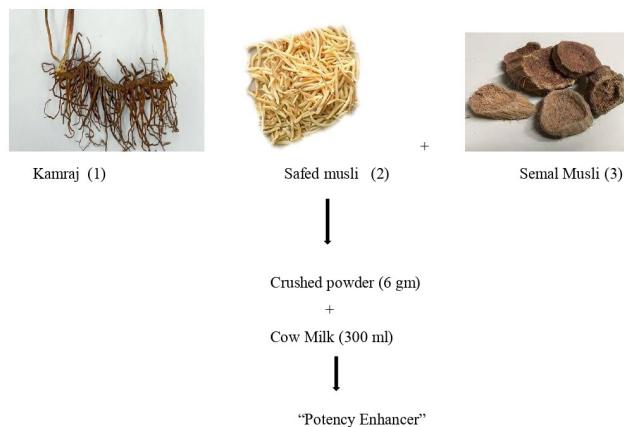 +
Kamraj (1)
Safed musli (2)
Semal Musli (3)
Crushed powder (6 gm)
+
Cow Milk (300 ml)
“Potency Enhancer”